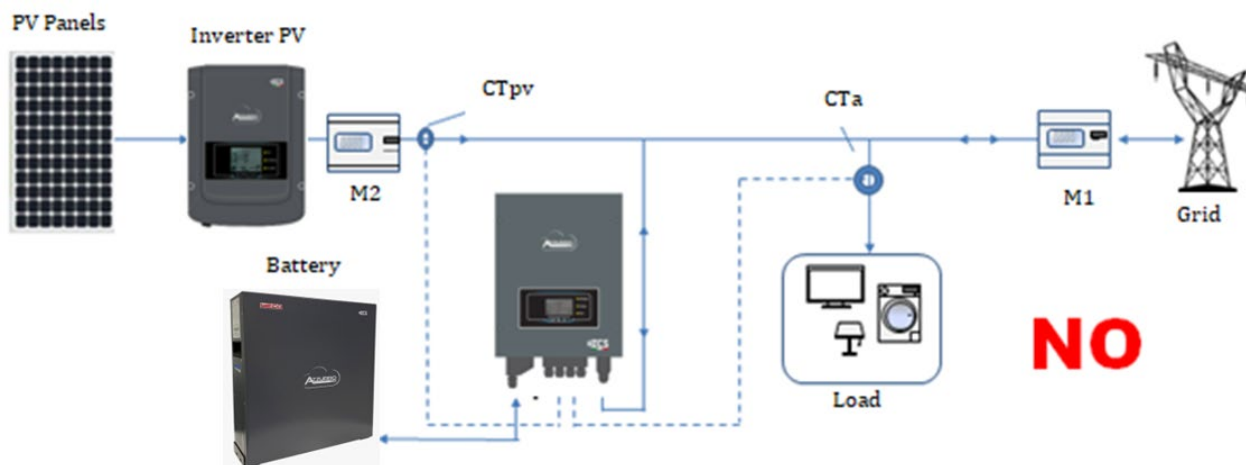 PV Panels
Inverter PV
CTpv
CTa
M2
M1
Grid
Battery
Load
NO